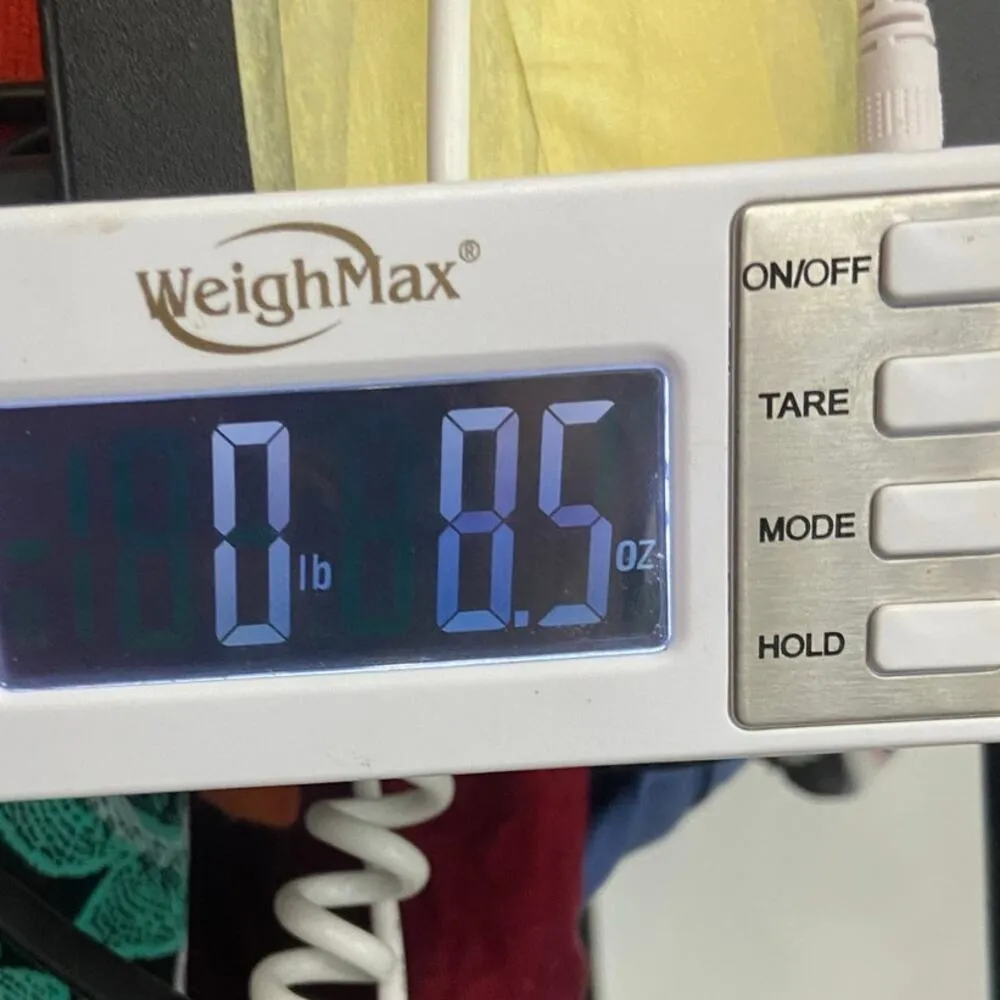 WeighMax®
ON/OFF
TARE
MODE
HOLD
0 lb 8.5 oz